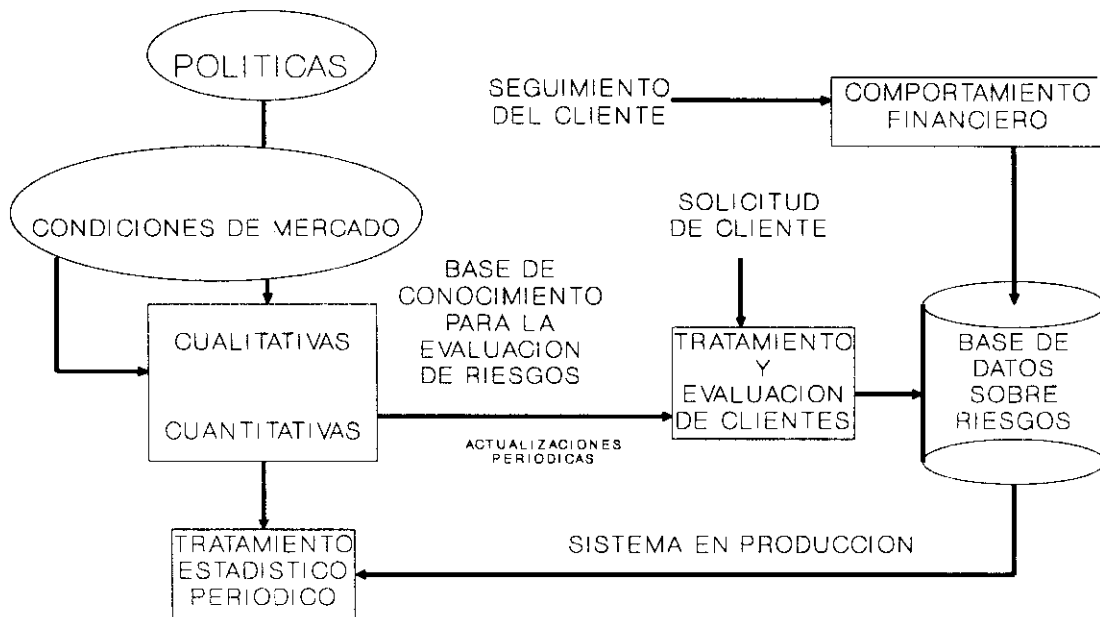 POLITICAS
CONDICIONES DE MERCADO
CUALITATIVAS
CUANTITATIVAS
TRATAMIENTO
ESTADISTICO
PERIODICO
BASE DE
CONOCIMIENTO
PARA LA
EVALUACION
DE RIESGOS
ACTUALIZACIONES
PERIODICAS
SEGUIMIENTO
DEL CLIENTE
COMPORTAMIENTO
FINANCIERO
SOLICITUD
DE CLIENTE
TRATAMIENTO
Y
EVALUACION
DE CLIENTES
BASE DE
DATOS
SOBRE
RIESGOS
SISTEMA EN PRODUCCION